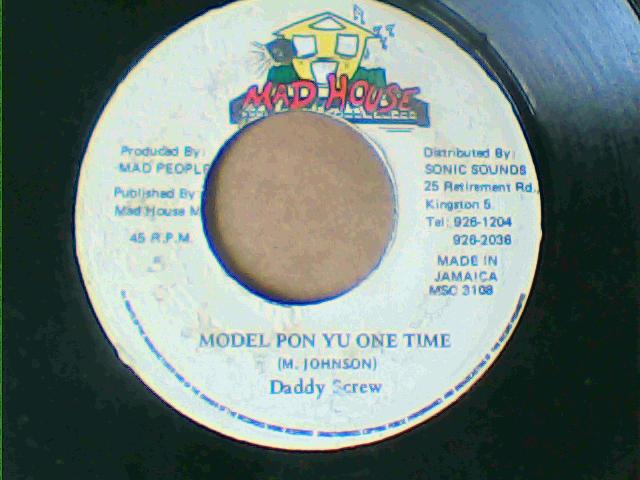 MAD HOUSE
Produced By:
MAD PEOPLE
Published By
Mad House M
45 R.P.M.
Distributed By:
SONIC SOUNDS
25 Retirement Rd.,
Kingston 5.
Tel: 926-1204
926-2036
MADE IN
JAMAICA
MSC 3108
MODEL PON YU ONE TIME
(M. JOHNSON)
Daddy Screw